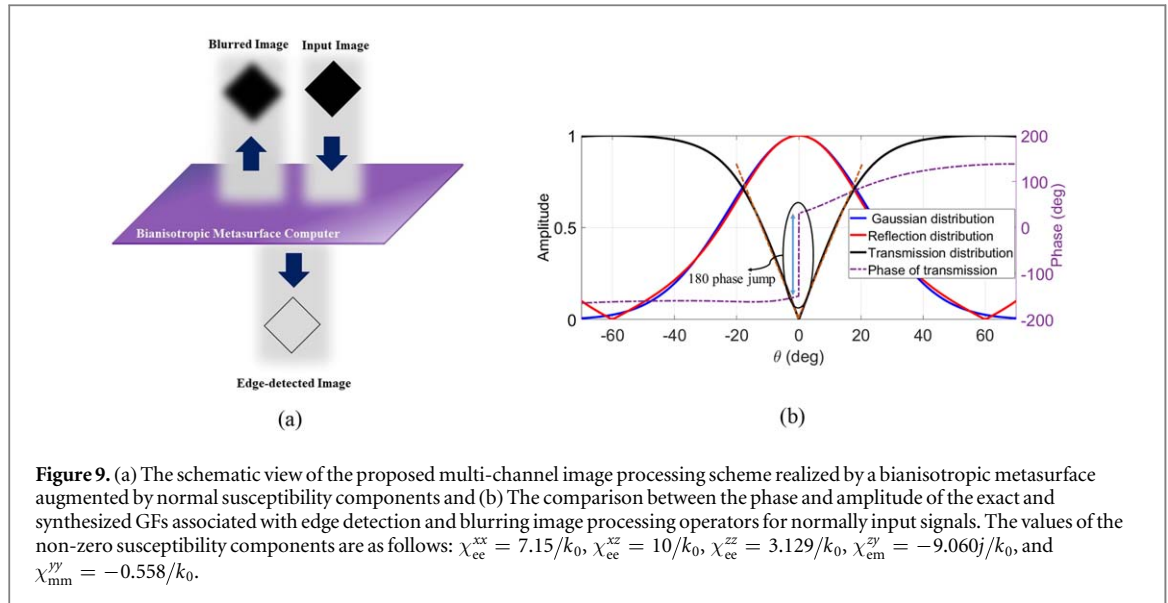 Blurred Image
Input Image
Bianisotropic Metasurface Computer
Edge-detected Image
(a)
Amplitude
1
0.5
0
-60
-40
-20
0
20
40
60
θ (deg)
200
100
0
-100
-200
Phase (deg)
Gaussian distribution
Reflection distribution
Transmission distribution
Phase of transmission
180 phase jump
(b)
Figure 9. (a) The schematic view of the proposed multi-channel image processing scheme realized by a bianisotropic metasurface
augmented by normal susceptibility components and (b) The comparison between the phase and amplitude of the exact and
synthesized GFs associated with edge detection and blurring image processing operators for normally input signals. The values of the
non-zero susceptibility components are as follows: χ_ee^xx = 7.15/k₀, χ_ee^xz = 10/k₀, χ_ee^zz = 3.129/k₀, χ_em^zy = −9.060j/k₀, and
χ_mm^yy = −0.558/k₀.